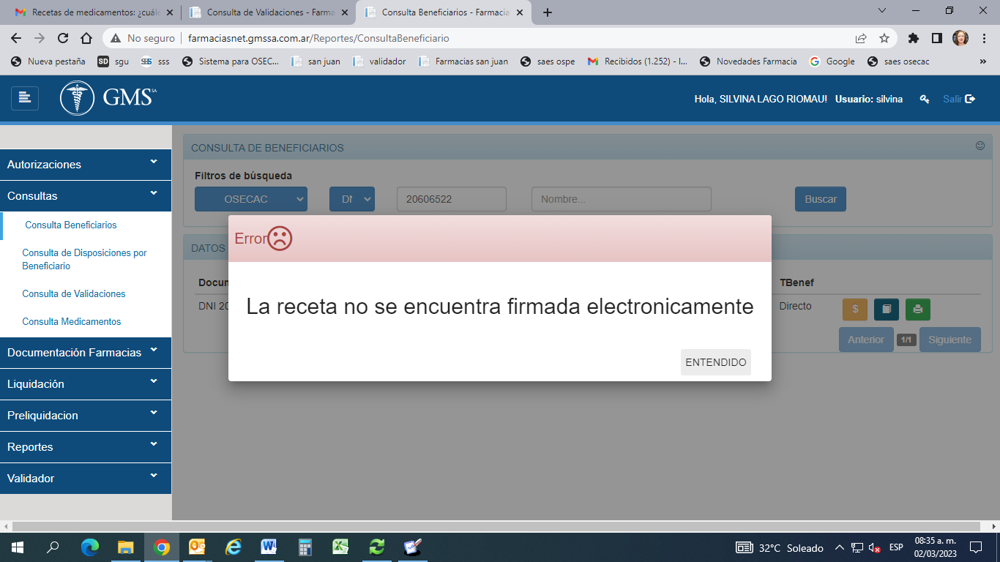 Recetas de medicamentos: ¿cuále
Consulta de Validaciones - Farma
Consulta Beneficiarios - Farmacia
No seguro
farmaciasnet.gmssa.com.ar/Reportes/ConsultaBeneficiario
Nueva pestaña
SD sgu
SSS sss
Sistema para OSEC...
san juan
validador
Farmacias san juan
saes ospe
Recibidos (1.252) - l...
Novedades Farmacia
Google
saes osecac
»
GMS SA
Hola, SILVINA LAGO RIOMAU! Usuario: silvina
Salir
Autorizaciones
Consultas
Consulta Beneficiarios
Consulta de Disposiciones por
Beneficiario
Consulta de Validaciones
Consulta Medicamentos
Documentación Farmacias
Liquidación
Preliquidacion
Reportes
Validador
CONSULTA DE BENEFICIARIOS
Filtros de búsqueda
OSECAC
20606522
Nombre...
Buscar
DATOS
Docum
TBenef
DNI 20
Directo
$
Anterior
1/1
Siguiente
Error
La receta no se encuentra firmada electronicamente
ENTENDIDO
32°C Soleado
ESP
08:35 a. m.
02/03/2023